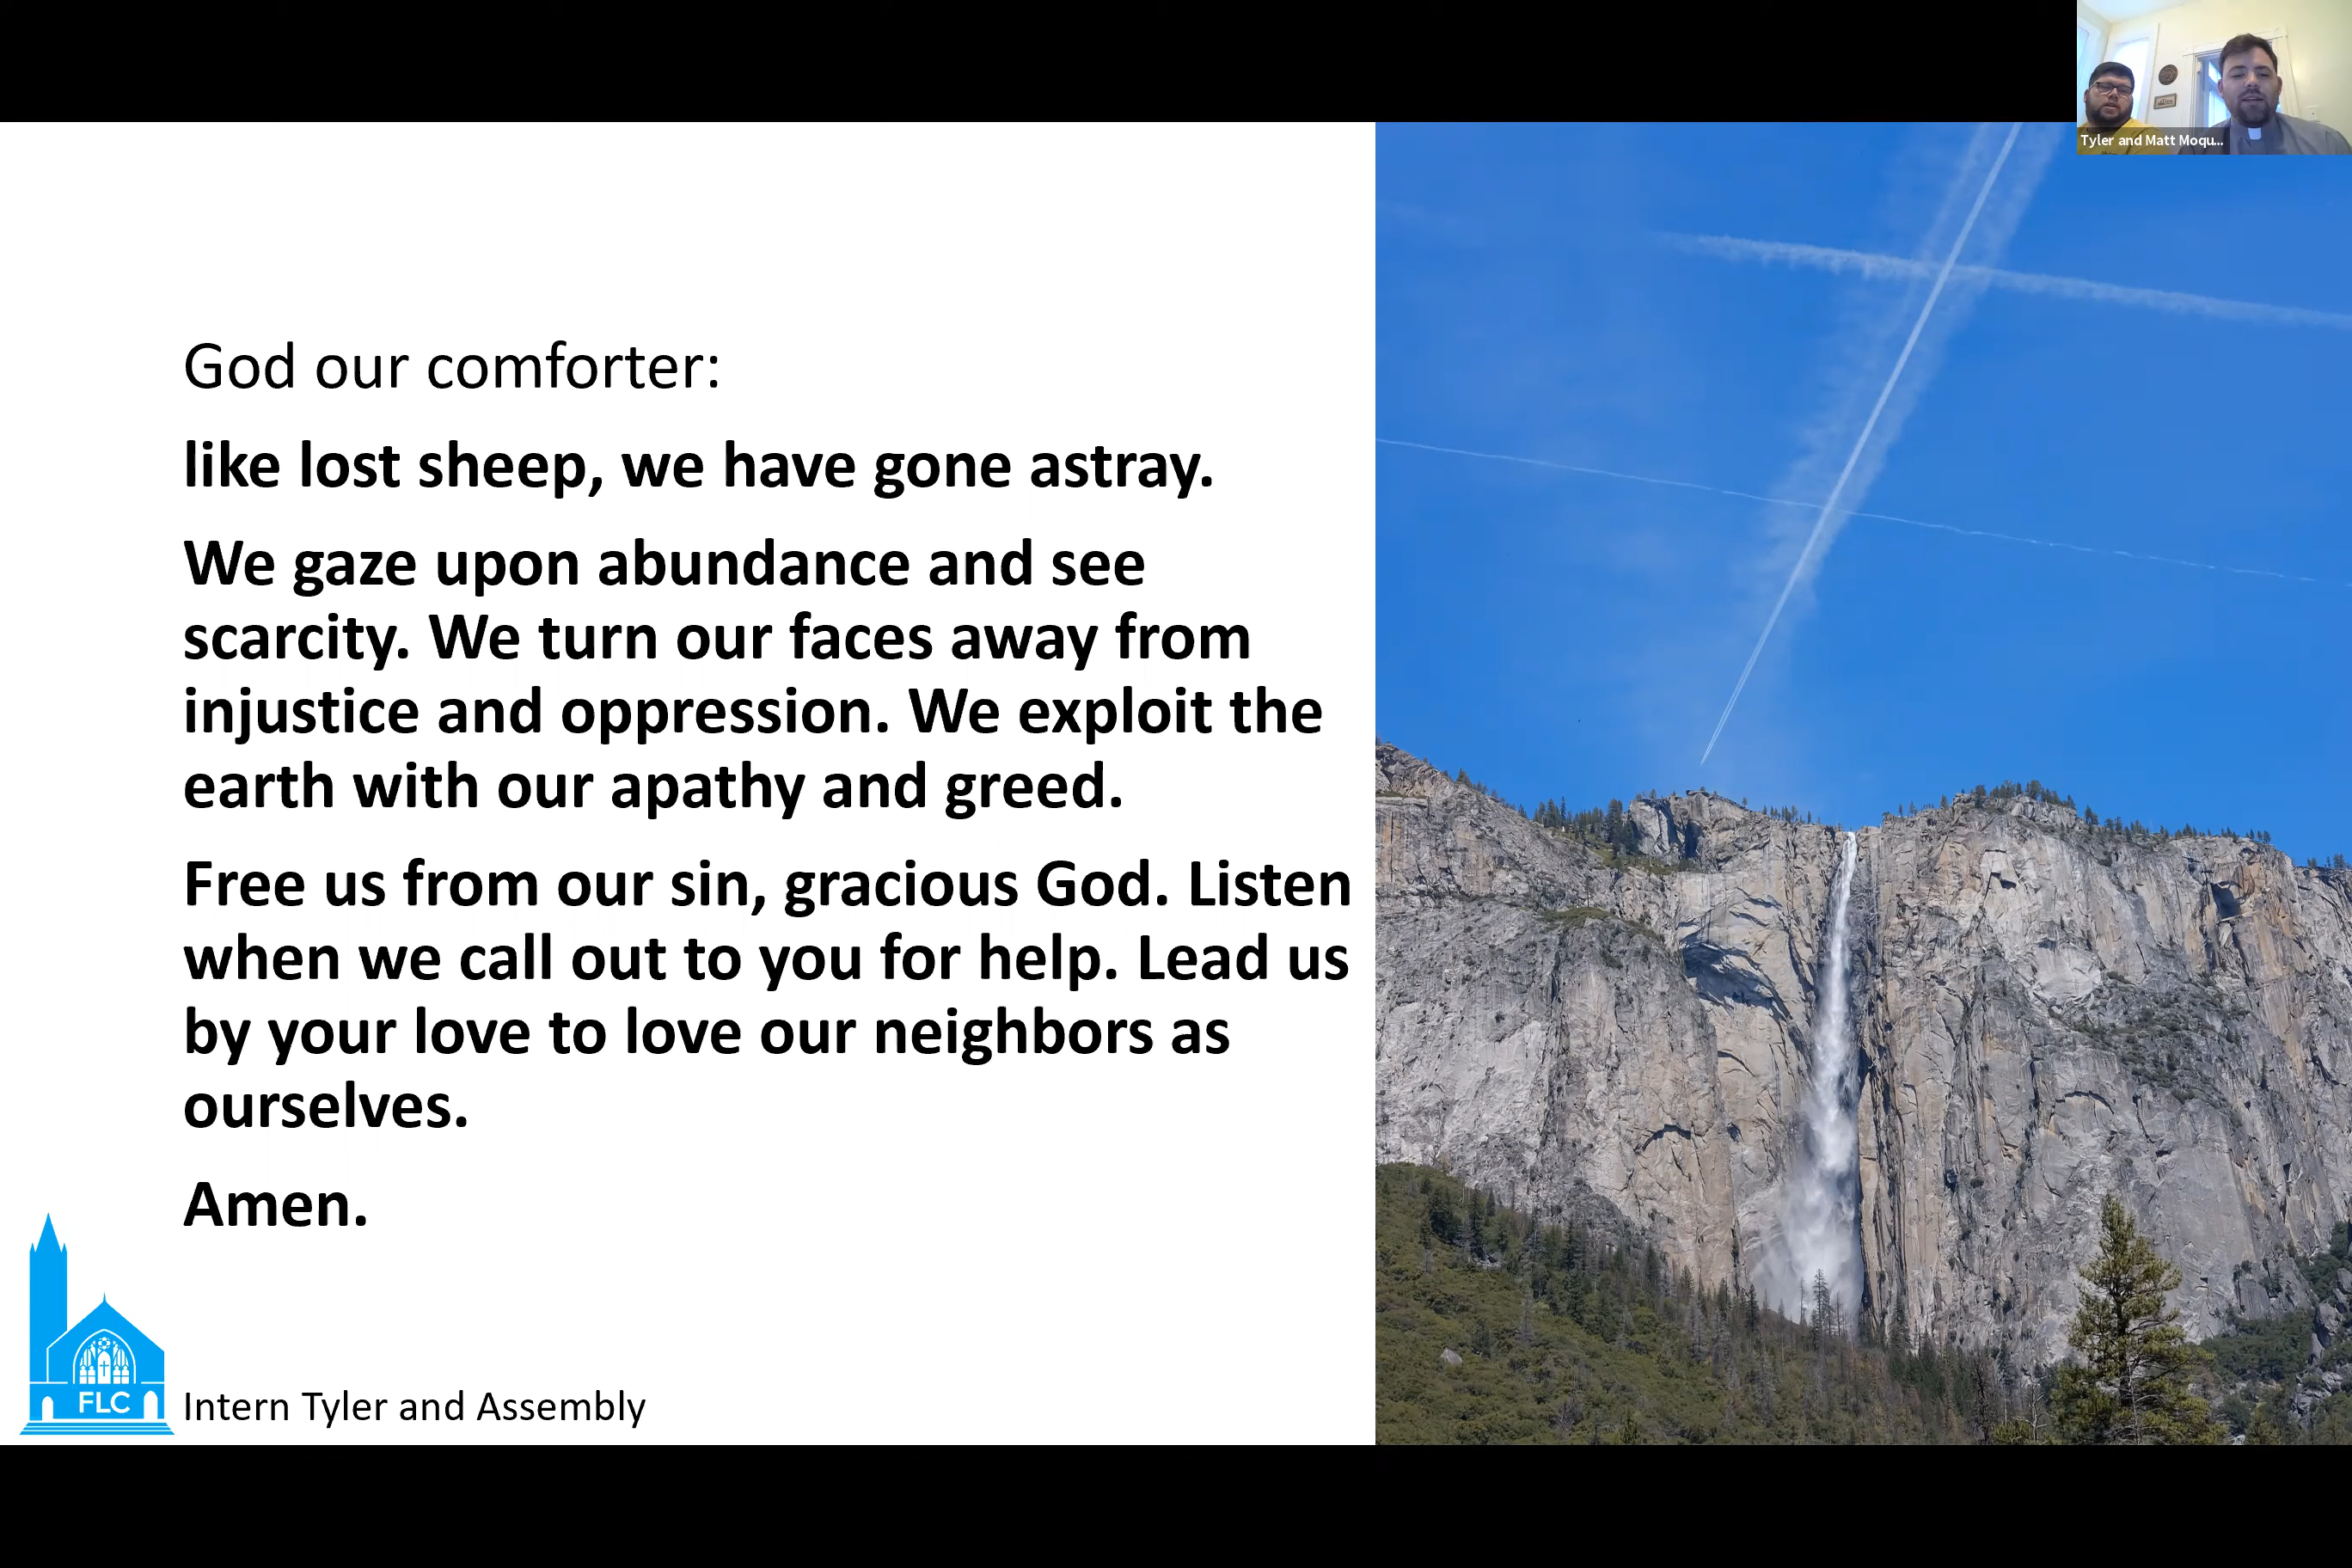 Tyler and Matt Moqu...
God our comforter:
like lost sheep, we have gone astray.
We gaze upon abundance and see
scarcity. We turn our faces away from
injustice and oppression. We exploit the
earth with our apathy and greed.
Free us from our sin, gracious God. Listen
when we call out to you for help. Lead us
by your love to love our neighbors as
ourselves.
Amen.
FLC
Intern Tyler and Assembly